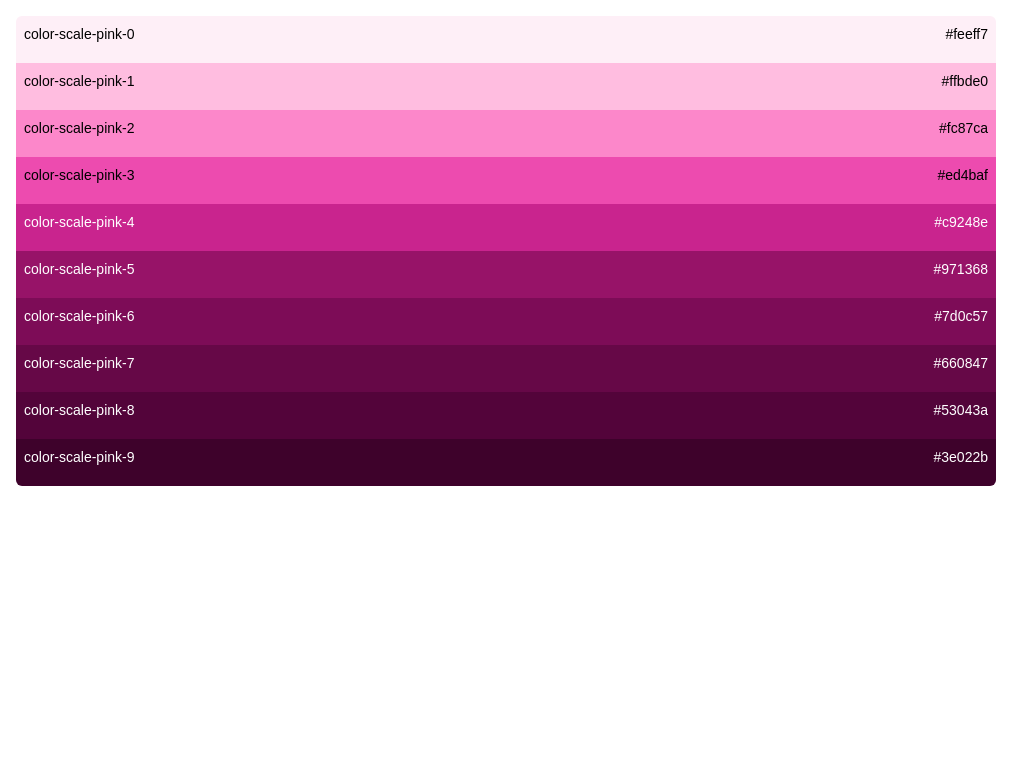 color-scale-pink-0 #feeff7
color-scale-pink-1 #ffbde0
color-scale-pink-2 #fc87ca
color-scale-pink-3 #ed4baf
color-scale-pink-4 #c9248e
color-scale-pink-5 #971368
color-scale-pink-6 #7d0c57
color-scale-pink-7 #660847
color-scale-pink-8 #53043a
color-scale-pink-9 #3e022b